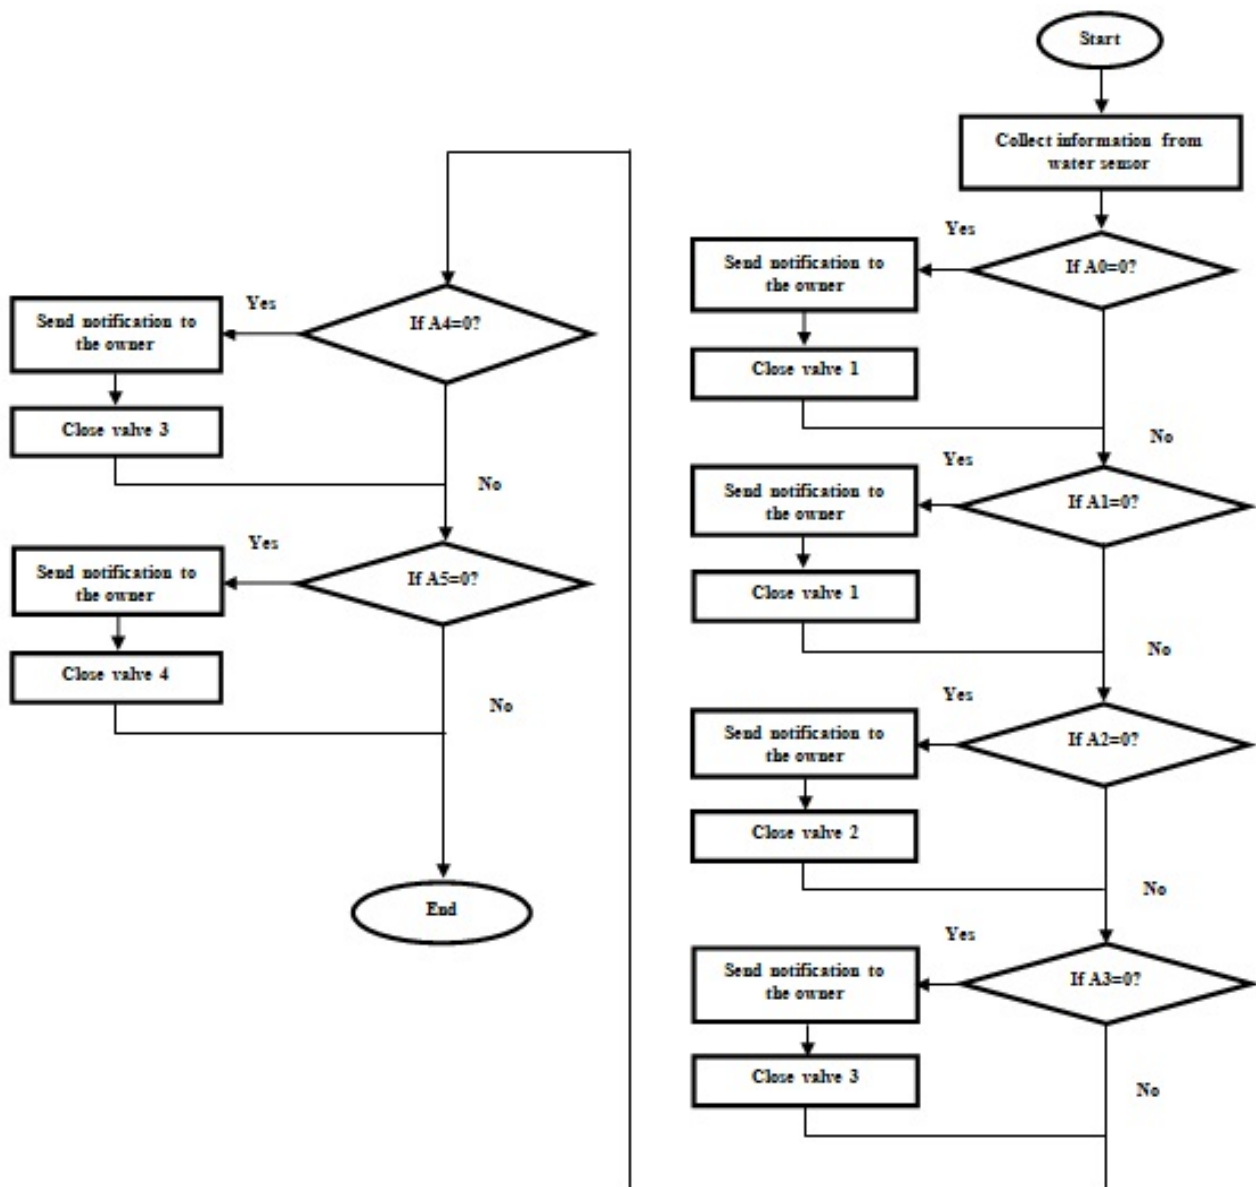 Start
Collect information from
water sensor
Yes
If A0=0?
Send notification to
the owner
Close valve 1
No
Yes
If A1=0?
Send notification to
the owner
Close valve 1
No
Yes
If A2=0?
Send notification to
the owner
Close valve 2
No
Yes
If A3=0?
Send notification to
the owner
Close valve 3
No
Yes
If A4=0?
Send notification to
the owner
Close valve 3
No
Yes
If A5=0?
Send notification to
the owner
Close valve 4
No
End